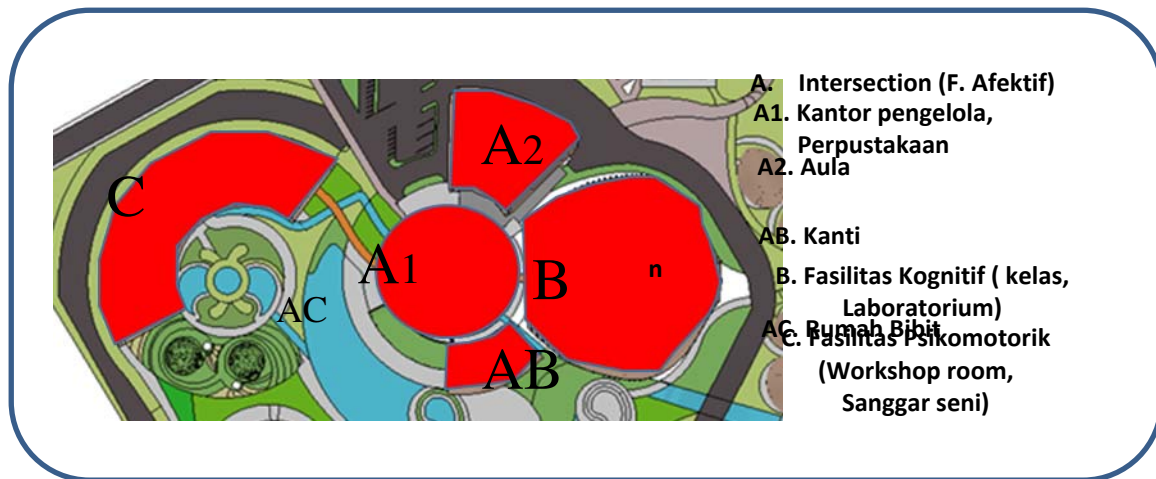 A. Intersection (F. Afektif)
A1. Kantor pengelola,
Perpustakaan
A2. Aula
AB. Kanti
n
B. Fasilitas Kognitif ( kelas,
Laboratorium)
AC. Rumah Bibit
C. Fasilitas Psikomotorik
(Workshop room,
Sanggar seni)
A2
C
A1
B
AC
AB